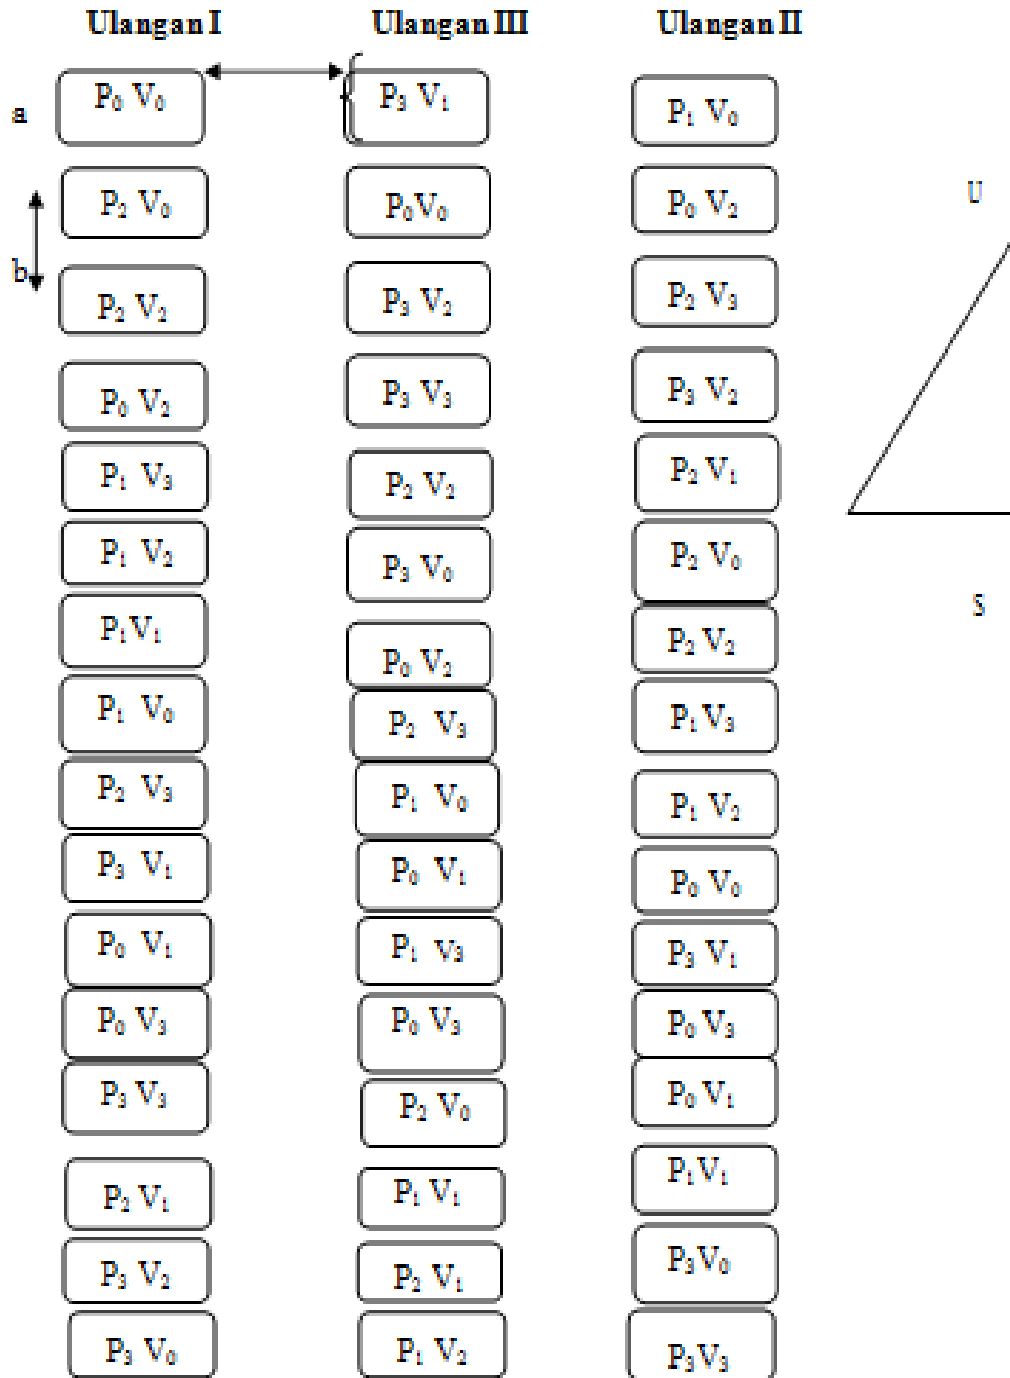 Ulangan I Ulangan III Ulangan II
a P₀ V₀ P₃ V₁ P₁ V₀
P₂ V₀ P₀V₀ P₀ V₂ U
b P₂ V₂ P₃ V₂ P₂ V₃
P₀ V₂ P₃ V₃ P₃ V₂
P₁ V₃ P₂ V₂ P₂ V₁
P₁ V₂ P₃ V₀ P₂ V₀
S
P₁V₁ P₀ V₂ P₂ V₂
P₁ V₀ P₂ V₃ P₁ V₃
P₂ V₃ P₁ V₀ P₁ V₂
P₃ V₁ P₀ V₁ P₀ V₀
P₀ V₁ P₁ V₃ P₃ V₁
P₀ V₃ P₀ V₃ P₀ V₃
P₃ V₃ P₂ V₀ P₀ V₁
P₂ V₁ P₁ V₁ P₁V₁
P₃ V₂ P₂ V₁ P₃V₀
P₃ V₀ P₁ V₂ P₃V₃